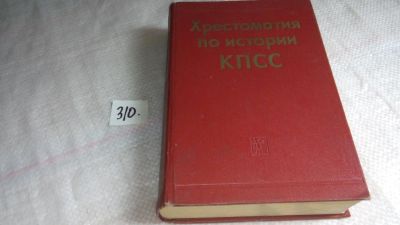 Хрестоматия
по истории
КПСС
310.